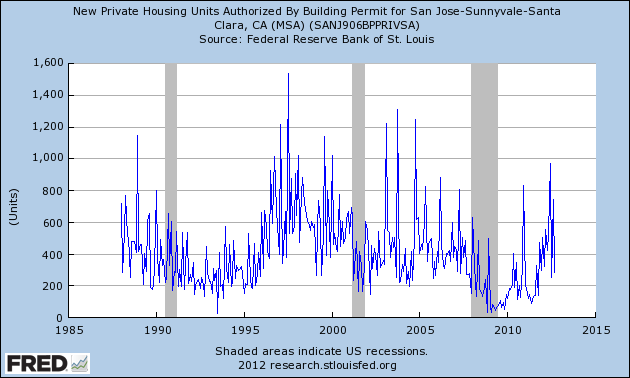 New Private Housing Units Authorized By Building Permit for San Jose-Sunnyvale-Santa
Clara, CA (MSA) (SANJ906BPPRIVSA)
Source: Federal Reserve Bank of St. Louis
1,600
1,400
1,200
1,000
800
600
400
200
0
(Units)
1985 1990 1995 2000 2005 2010 2015
Shaded areas indicate US recessions.
FRED 2012 research.stlouisfed.org